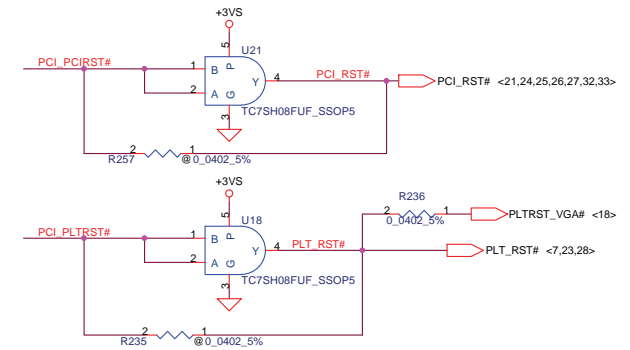 +3VS
5
U21
PCI_PCIRST#
1
B
P
Y
4
PCI_RST#
PCI_RST# <21,24,25,26,27,32,33>
2
A
G
3
TC7SH08FUF_SSOP5
2
1
R257
@0_0402_5%
+3VS
R236
5
U18
2
1
PLTRST_VGA# <18>
0_0402_5%
PCI_PLTRST#
1
B
P
Y
4
PLT_RST#
PLT_RST# <7,23,28>
2
A
G
3
TC7SH08FUF_SSOP5
2
1
R235
@0_0402_5%